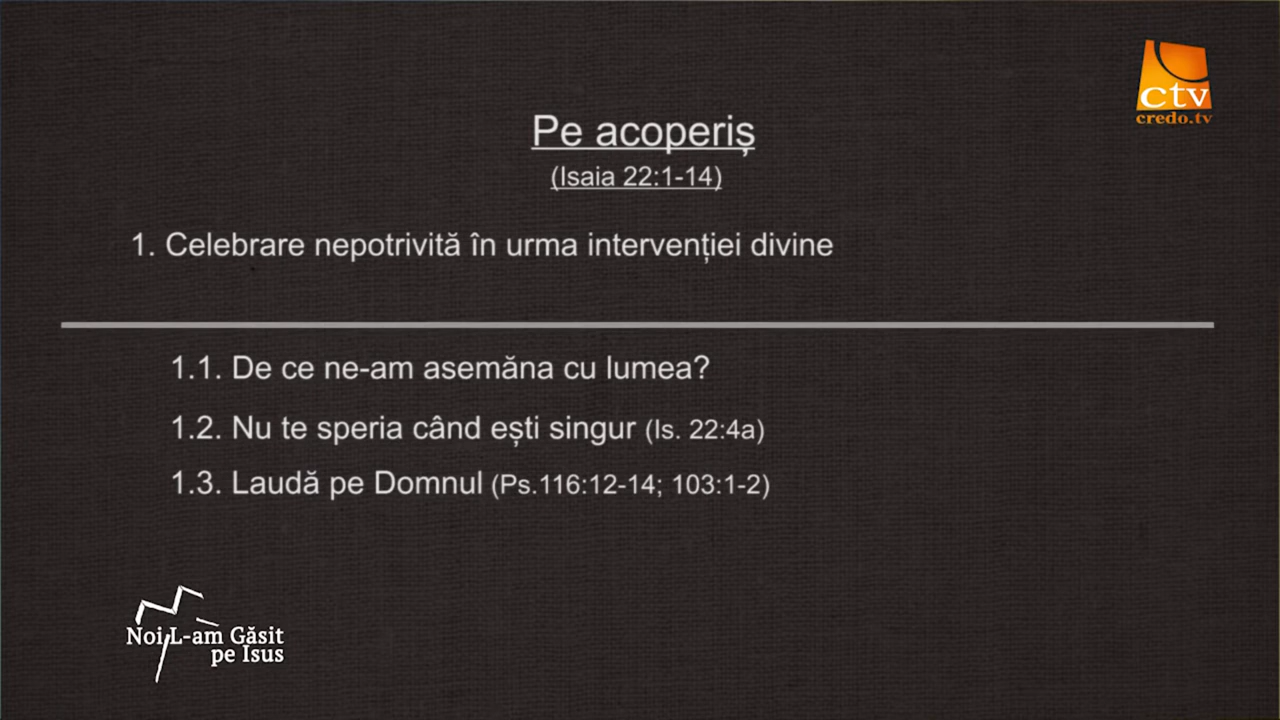 ctv
credo.tv
Pe acoperiș
(Isaia 22:1-14)
1. Celebrare nepotrivită în urma intervenției divine
1.1. De ce ne-am asemăna cu lumea?
1.2. Nu te speria când ești singur (Is. 22:4a)
1.3. Laudă pe Domnul (Ps.116:12-14; 103:1-2)
Noi L-am Găsit
pe Isus